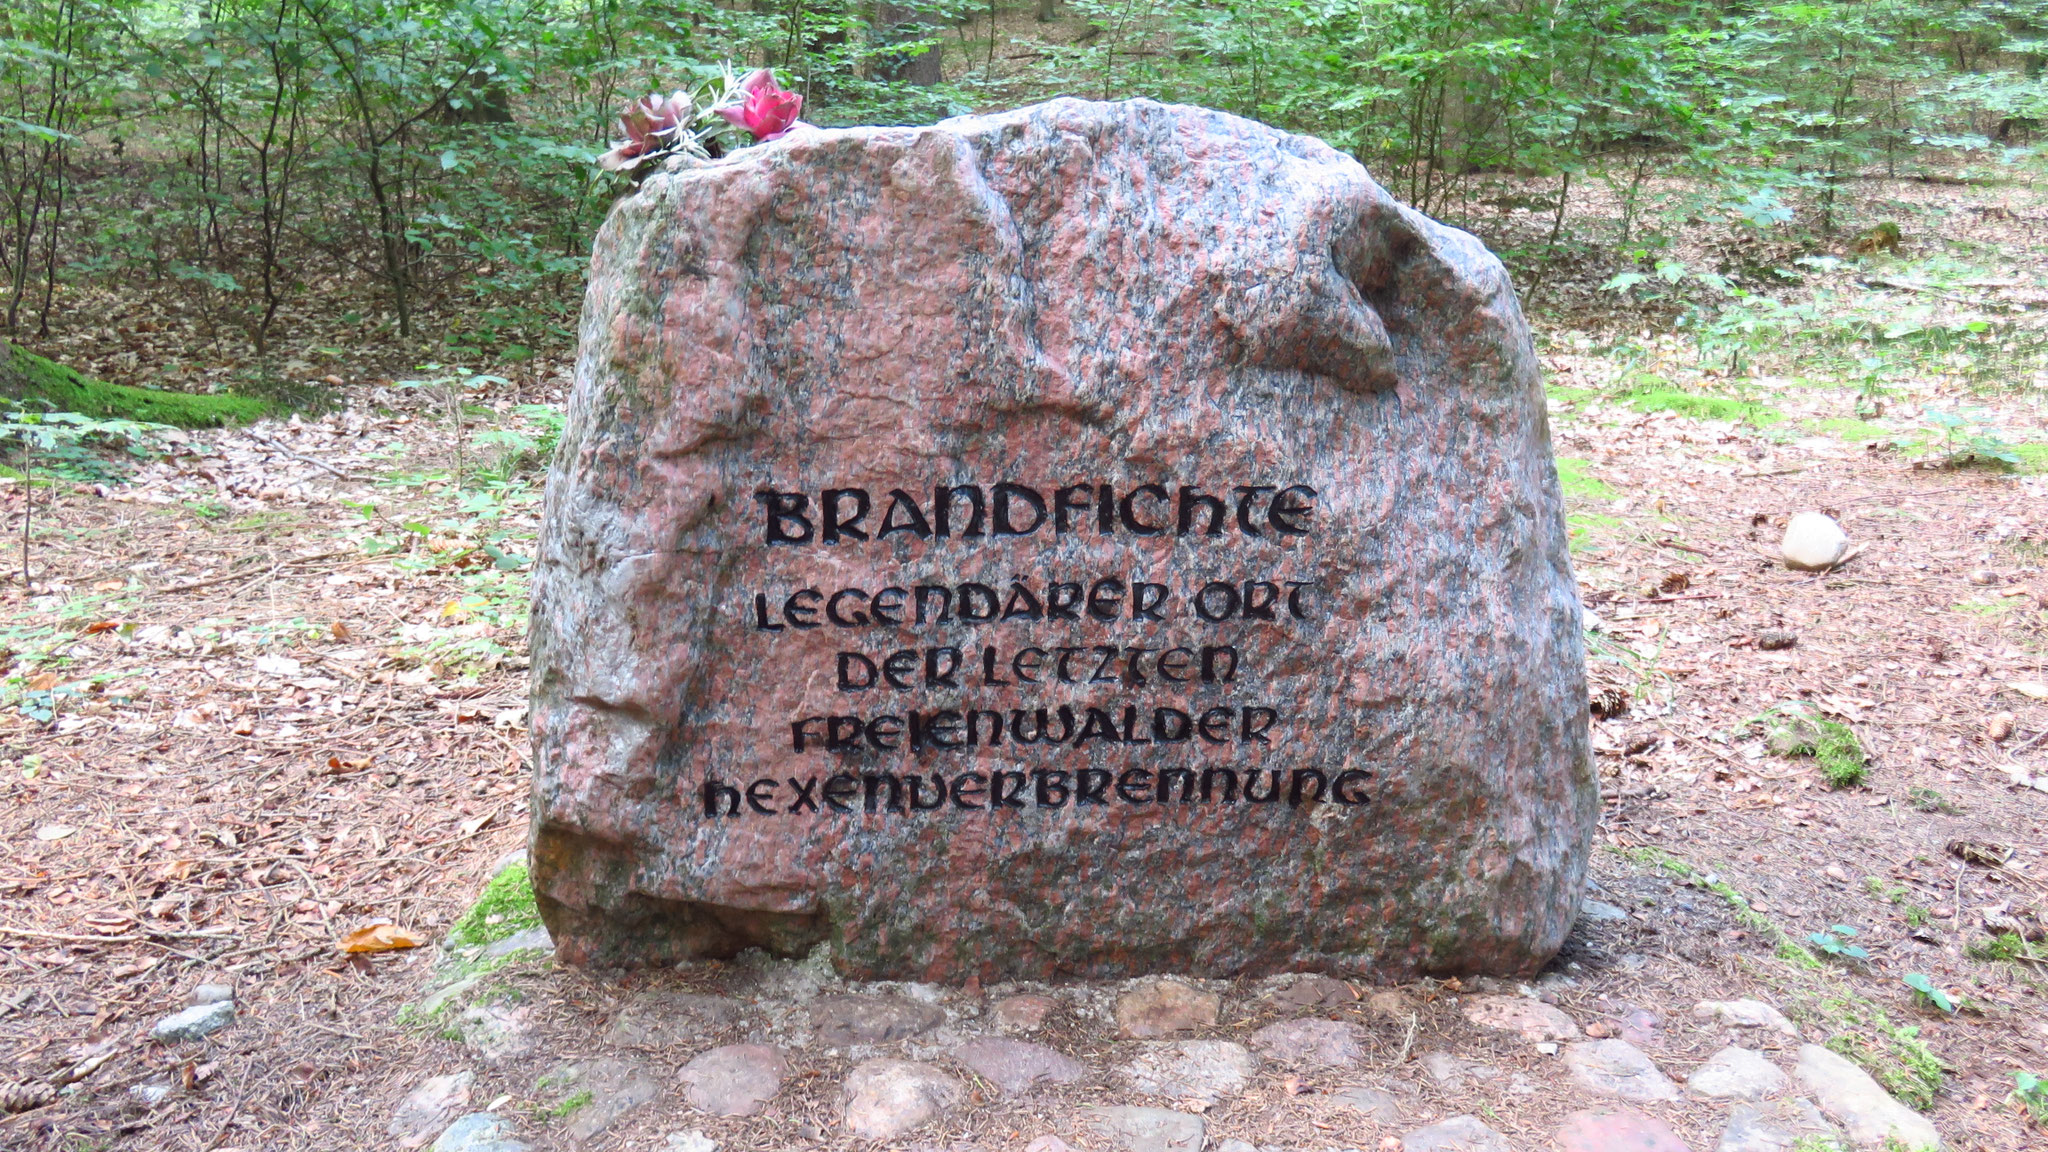 BRANDFICHTE
LEGENDÄRER ORT
DER LETZTEN
FREIENWALDER
HEXENVERBRENNUNG